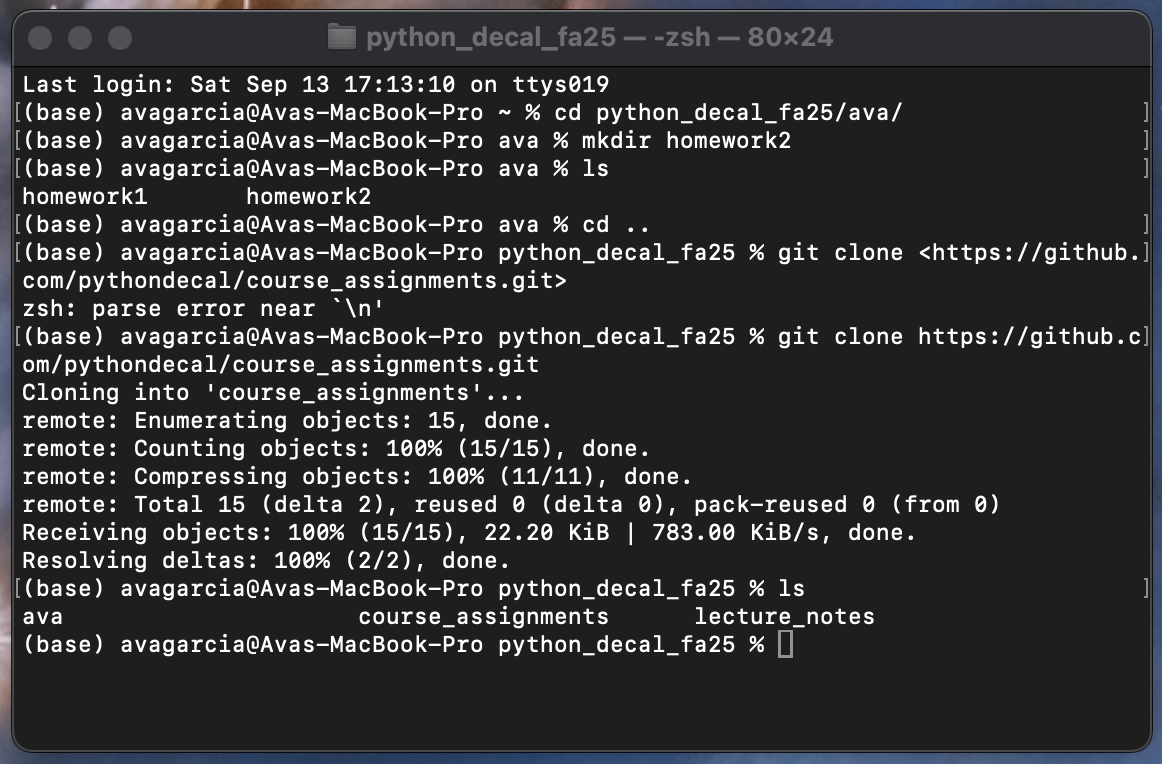 python_decal_fa25 — -zsh — 80×24
Last login: Sat Sep 13 17:13:10 on ttys019
[(base) avagarcia@Avas-MacBook-Pro ~ % cd python_decal_fa25/ava/ ]
[(base) avagarcia@Avas-MacBook-Pro ava % mkdir homework2 ]
[(base) avagarcia@Avas-MacBook-Pro ava % ls ]
homework1 homework2
[(base) avagarcia@Avas-MacBook-Pro ava % cd .. ]
[(base) avagarcia@Avas-MacBook-Pro python_decal_fa25 % git clone <https://github.]
com/pythondecal/course_assignments.git>
zsh: parse error near `\n'
[(base) avagarcia@Avas-MacBook-Pro python_decal_fa25 % git clone https://github.c]
om/pythondecal/course_assignments.git
Cloning into 'course_assignments'...
remote: Enumerating objects: 15, done.
remote: Counting objects: 100% (15/15), done.
remote: Compressing objects: 100% (11/11), done.
remote: Total 15 (delta 2), reused 0 (delta 0), pack-reused 0 (from 0)
Receiving objects: 100% (15/15), 22.20 KiB | 783.00 KiB/s, done.
Resolving deltas: 100% (2/2), done.
[(base) avagarcia@Avas-MacBook-Pro python_decal_fa25 % ls ]
ava course_assignments lecture_notes
(base) avagarcia@Avas-MacBook-Pro python_decal_fa25 %